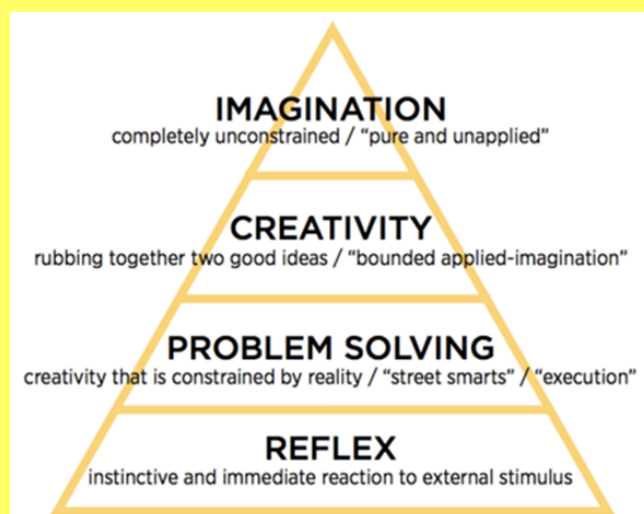 IMAGINATION
completely unconstrained / “pure and unapplied”
CREATIVITY
rubbing together two good ideas / “bounded applied-imagination”
PROBLEM SOLVING
creativity that is constrained by reality / “street smarts” / “execution”
REFLEX
instinctive and immediate reaction to external stimulus